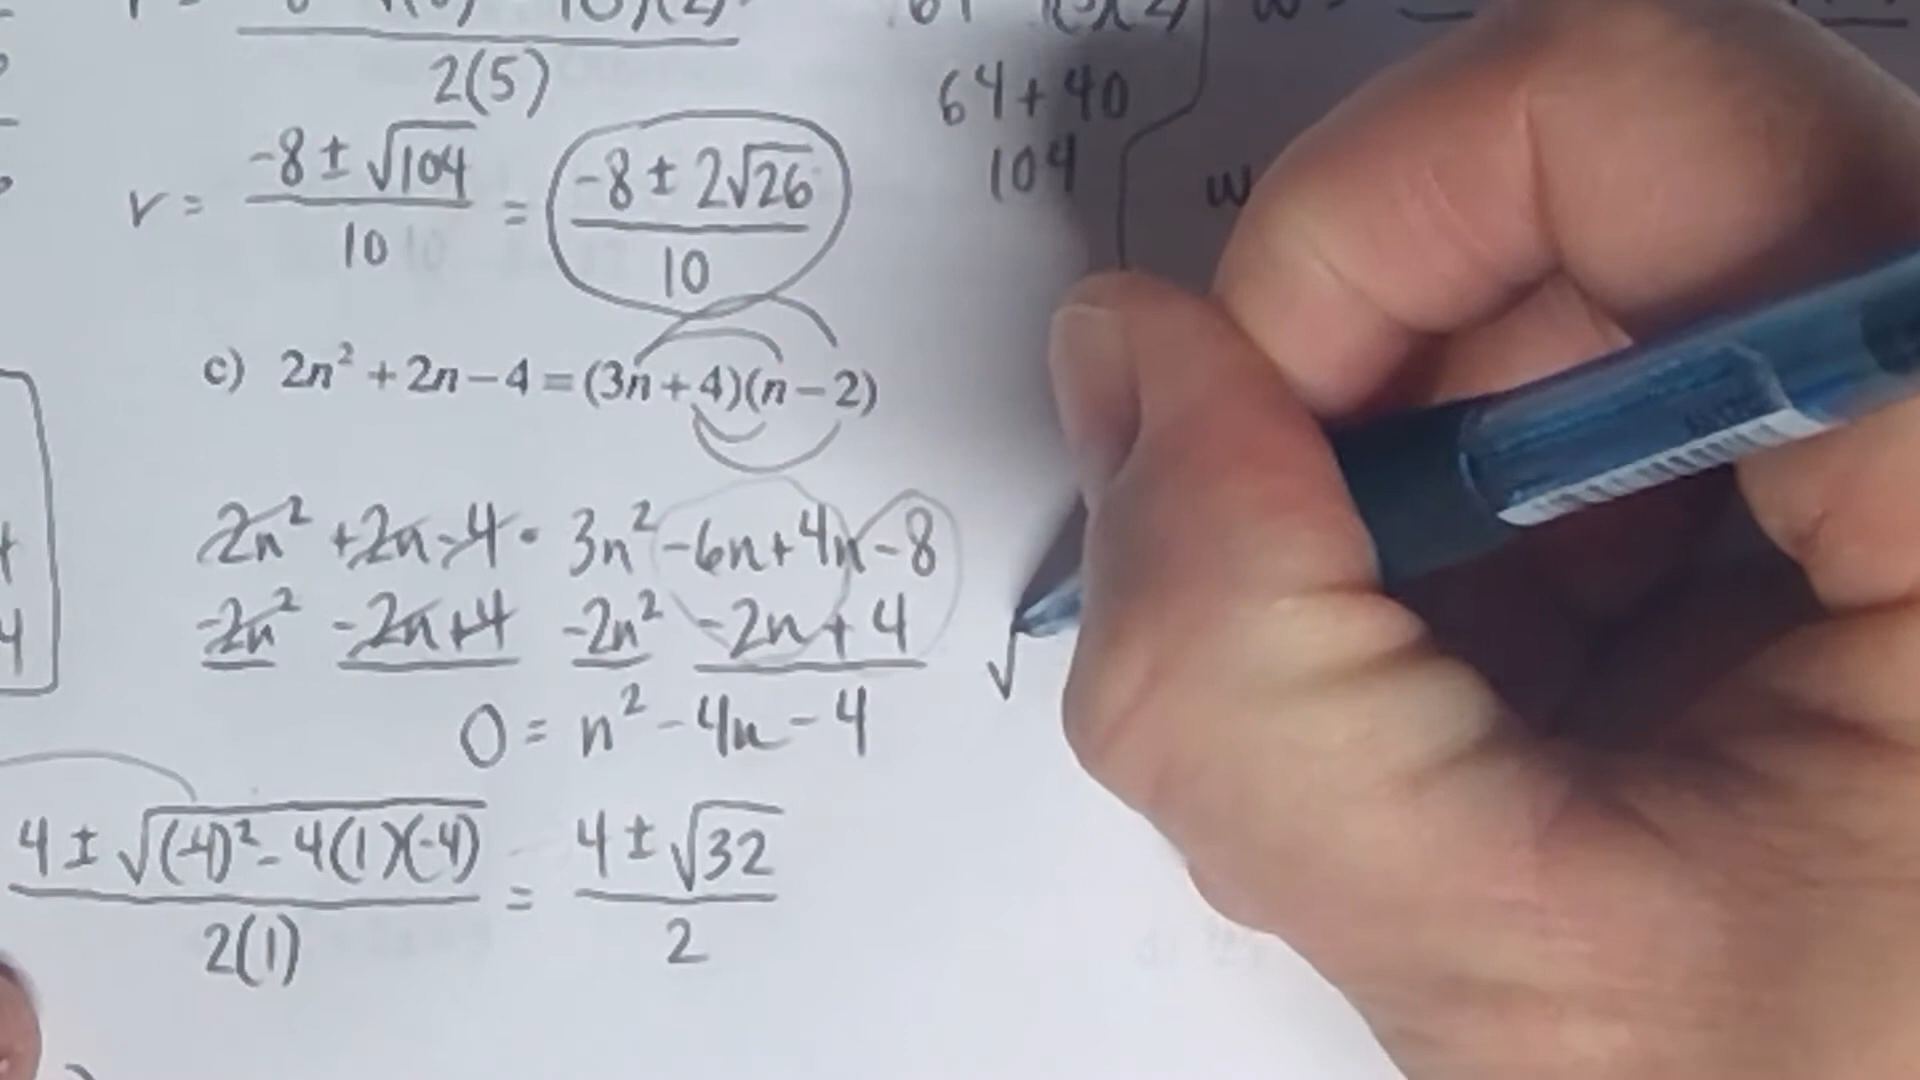 2(5)
64+40
104
r = -8 ± √104 / 10 = -8 ± 2√26 / 10
w
c) 2n² + 2n − 4 = (3n + 4)(n − 2)
2n² +2n-4 = 3n² -6n+4n-8
-2n² -2n+4 -2n² -2n+4
√
0 = n² - 4n - 4
4 ± √(-4)² - 4(1)(-4) / 2(1) = 4 ± √32 / 2